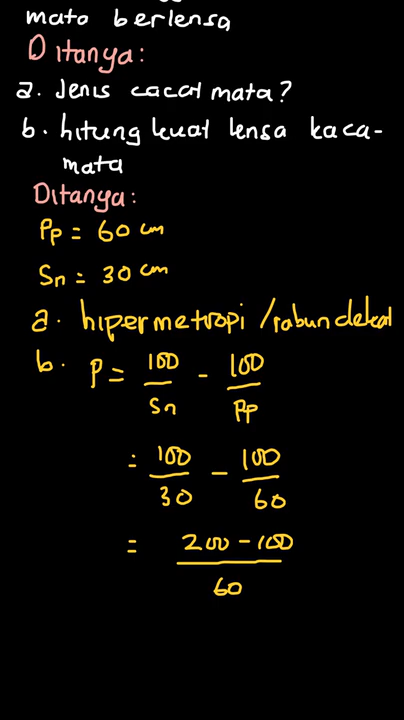 mata berlensa
Ditanya:
a. Jenis cacat mata?
b. hitung kuat lensa kaca-
mata
Ditanya:
Pp = 60 cm
Sn = 30 cm
a. hipermetropi/rabun dekat
b. P = 100/Sn - 100/Pp
= 100/30 - 100/60
= 200-100/60